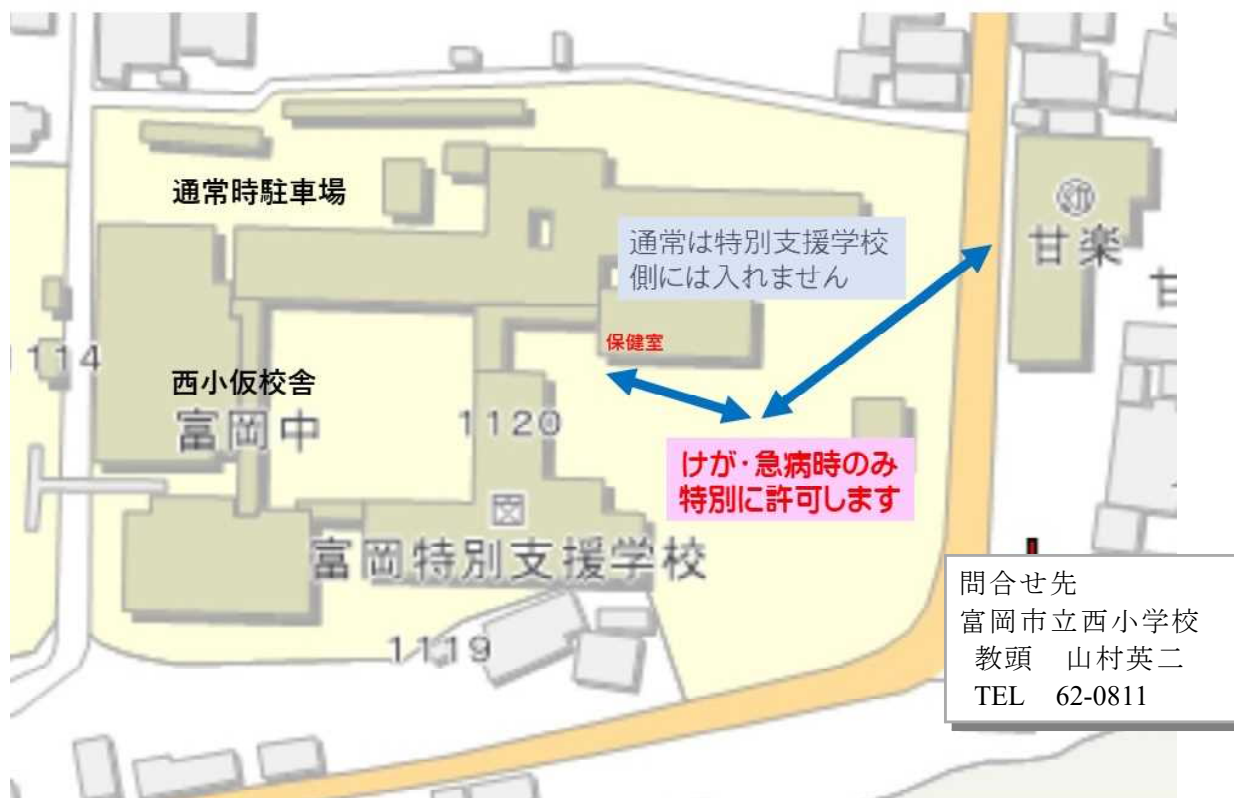 通常時駐車場
通常は特別支援学校
側には入れません
甘楽
甘
保健室
1114
西小仮校舎
富岡中
1120
けが・急病時のみ
特別に許可します
文
富岡特別支援学校
1119
問合せ先
富岡市立西小学校
教頭 山村英二
TEL 62-0811